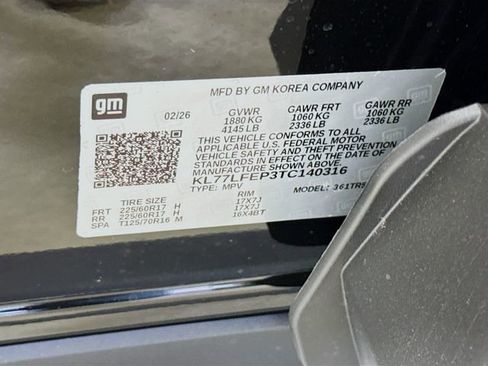 MFD BY GM KOREA COMPANY
gm
02/26 GVWR GAWR FRT GAWR RR
1880 KG 1060 KG 1060 KG
4145 LB 2336 LB 2336 LB
THIS VEHICLE CONFORMS TO ALL
APPLICABLE U.S. FEDERAL MOTOR
VEHICLE SAFETY AND THEFT PREVENTION
STANDARDS IN EFFECT ON THE DATE OF
MANUFACTURE SHOWN ABOVE.
KL77LFEP3TC140316
TYPE: MPV MODEL: 361TR5
TIRE SIZE RIM
FRT 225/60R17 H 17X7J
RR 225/60R17 H 17X7J
SPA T125/70R16 M 16X4BT